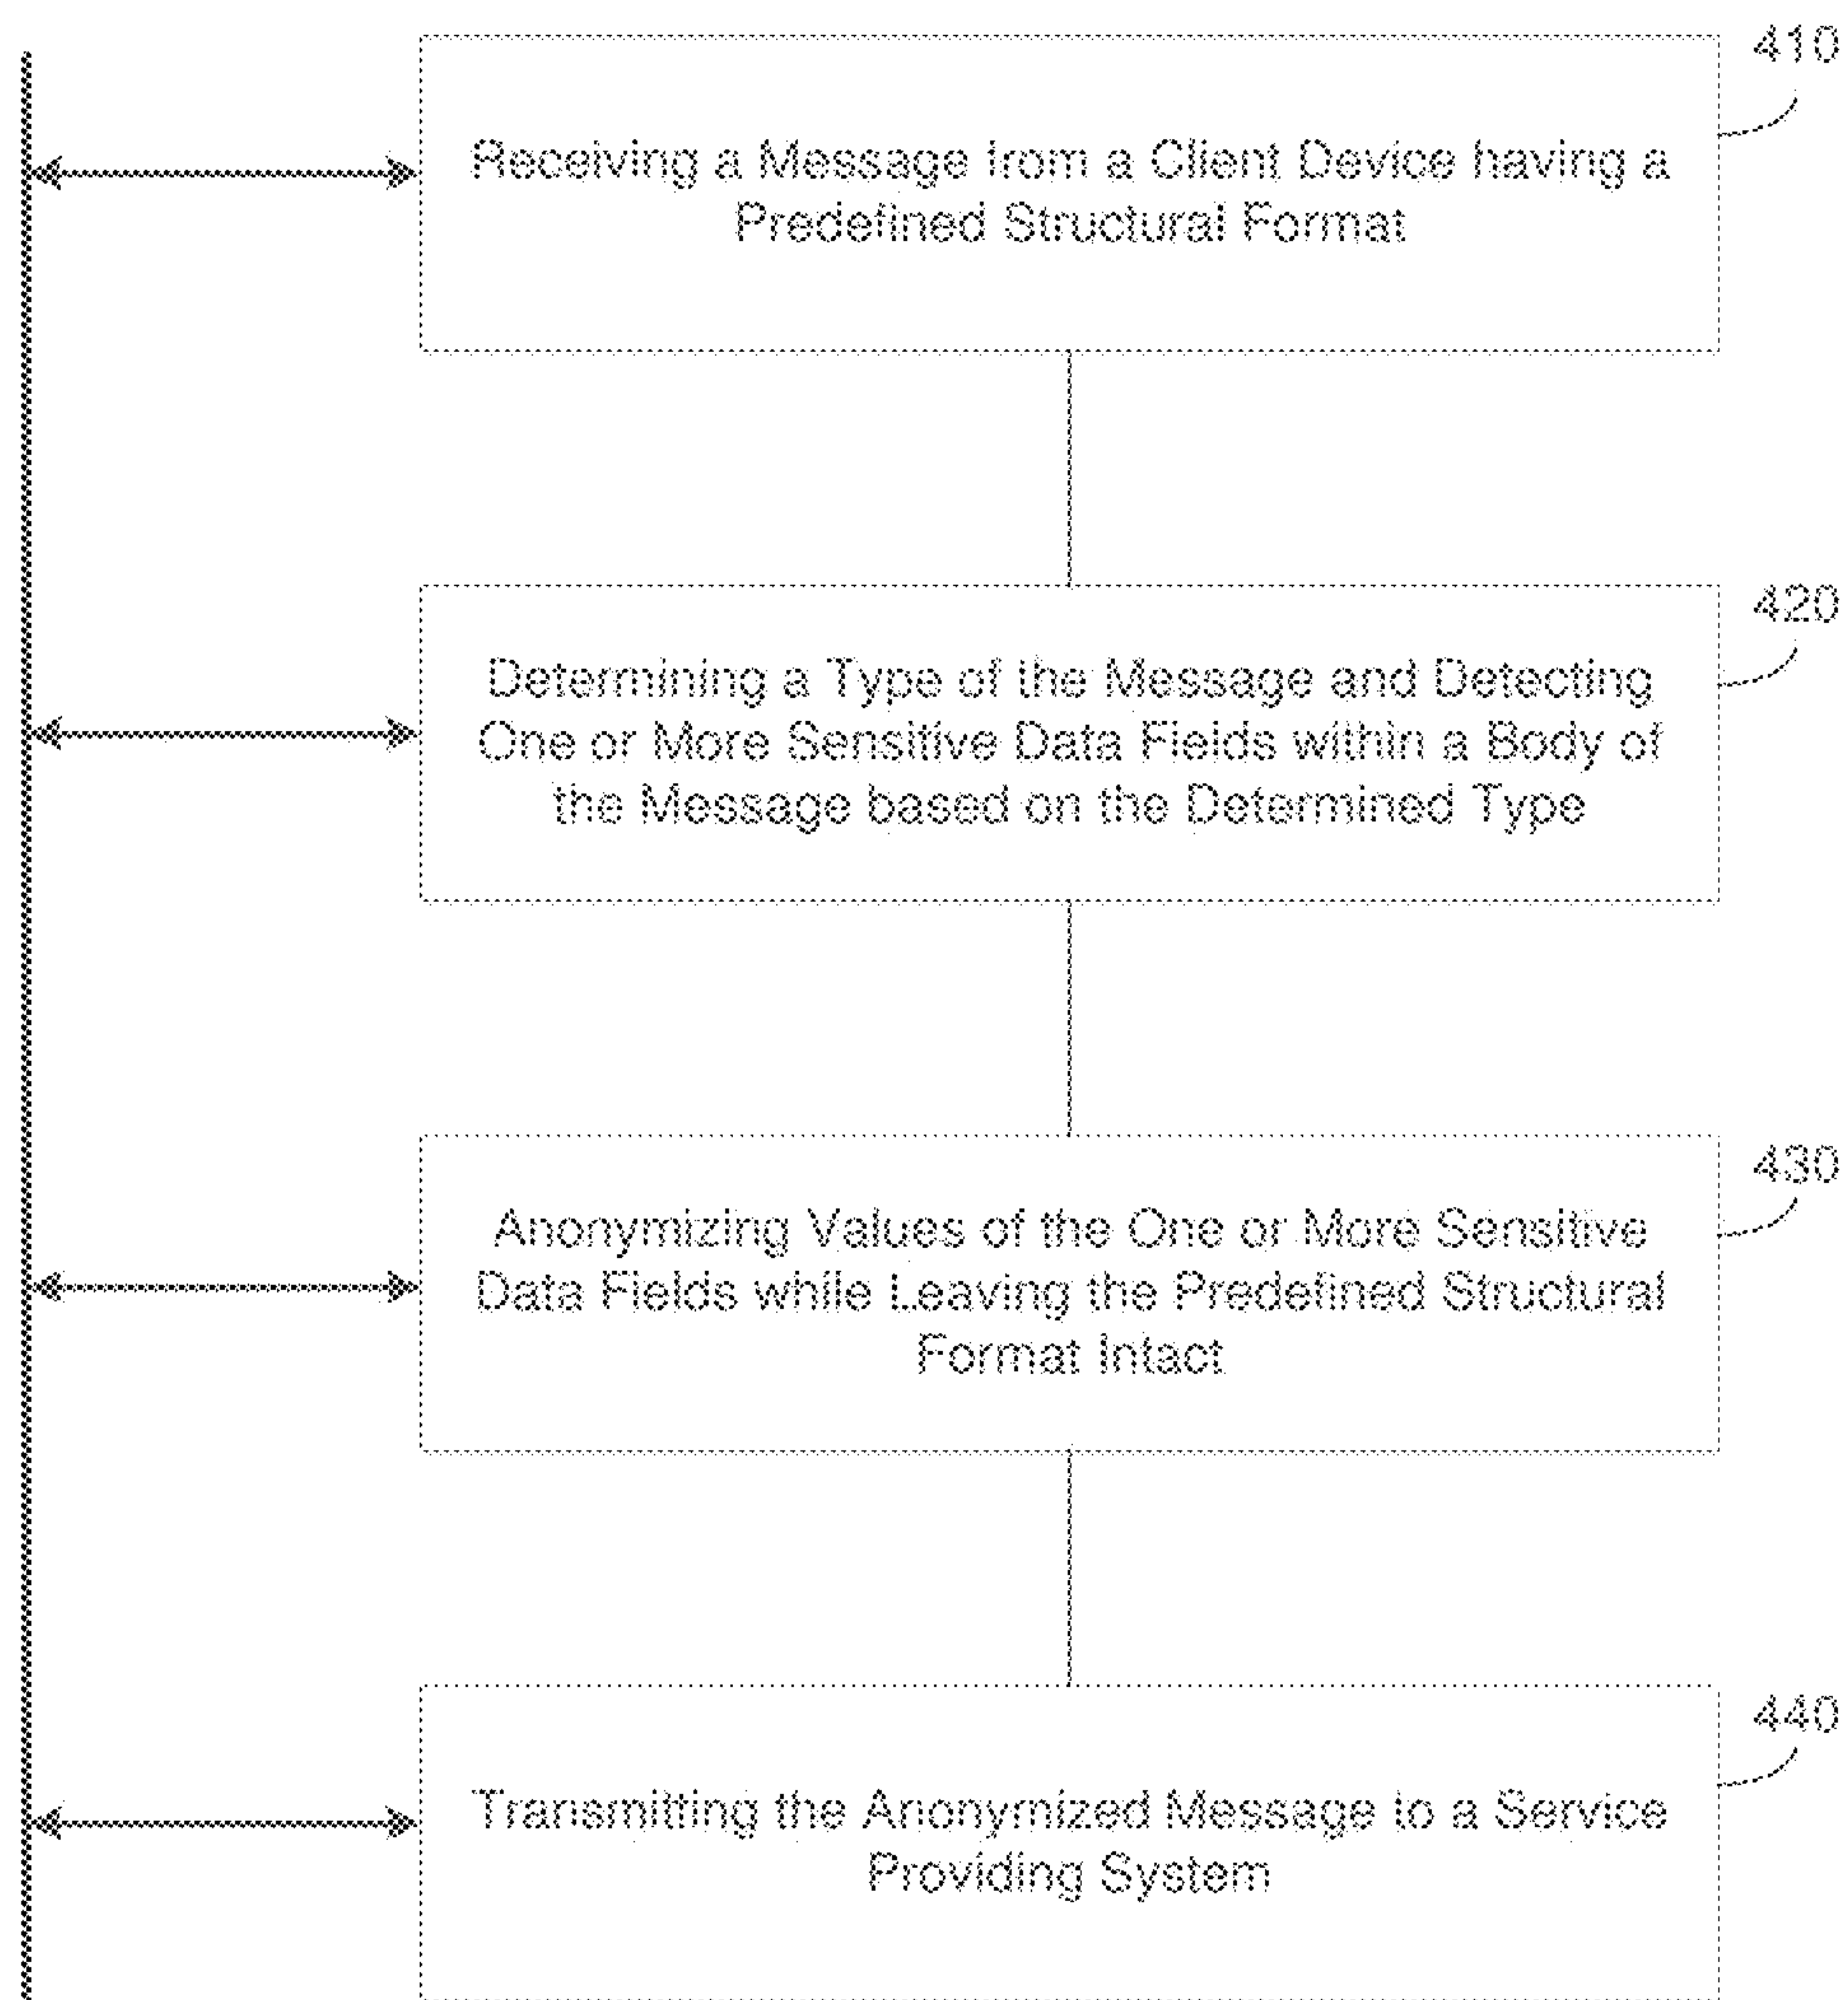 410
Receiving a Message from a Client Device having a
Predefined Structural Format
420
Determining a Type of the Message and Detecting
One or More Sensitive Data Fields within a Body of
the Message based on the Determined Type
430
Anonymizing Values of the One or More Sensitive
Data Fields while Leaving the Predefined Structural
Format Intact
440
Transmitting the Anonymized Message to a Service
Providing System